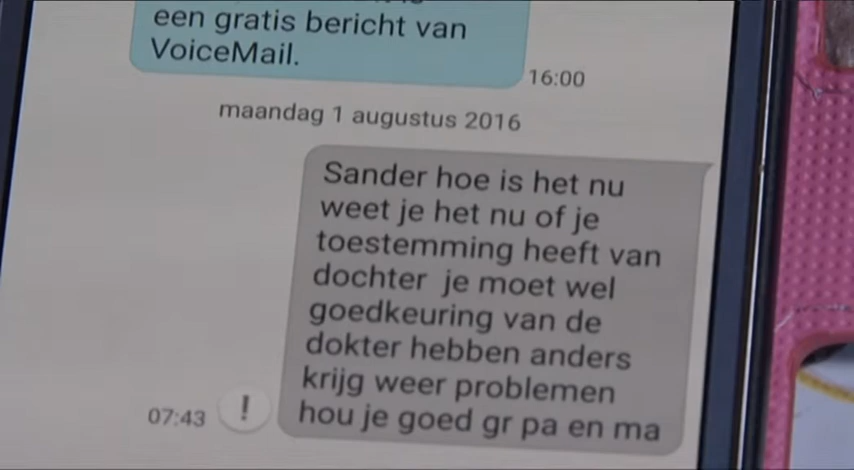 een gratis bericht van
VoiceMail.
16:00
maandag 1 augustus 2016
Sander hoe is het nu
weet je het nu of je
toestemming heeft van
dochter je moet wel
goedkeuring van de
dokter hebben anders
krijg weer problemen
hou je goed gr pa en ma
07:43
!